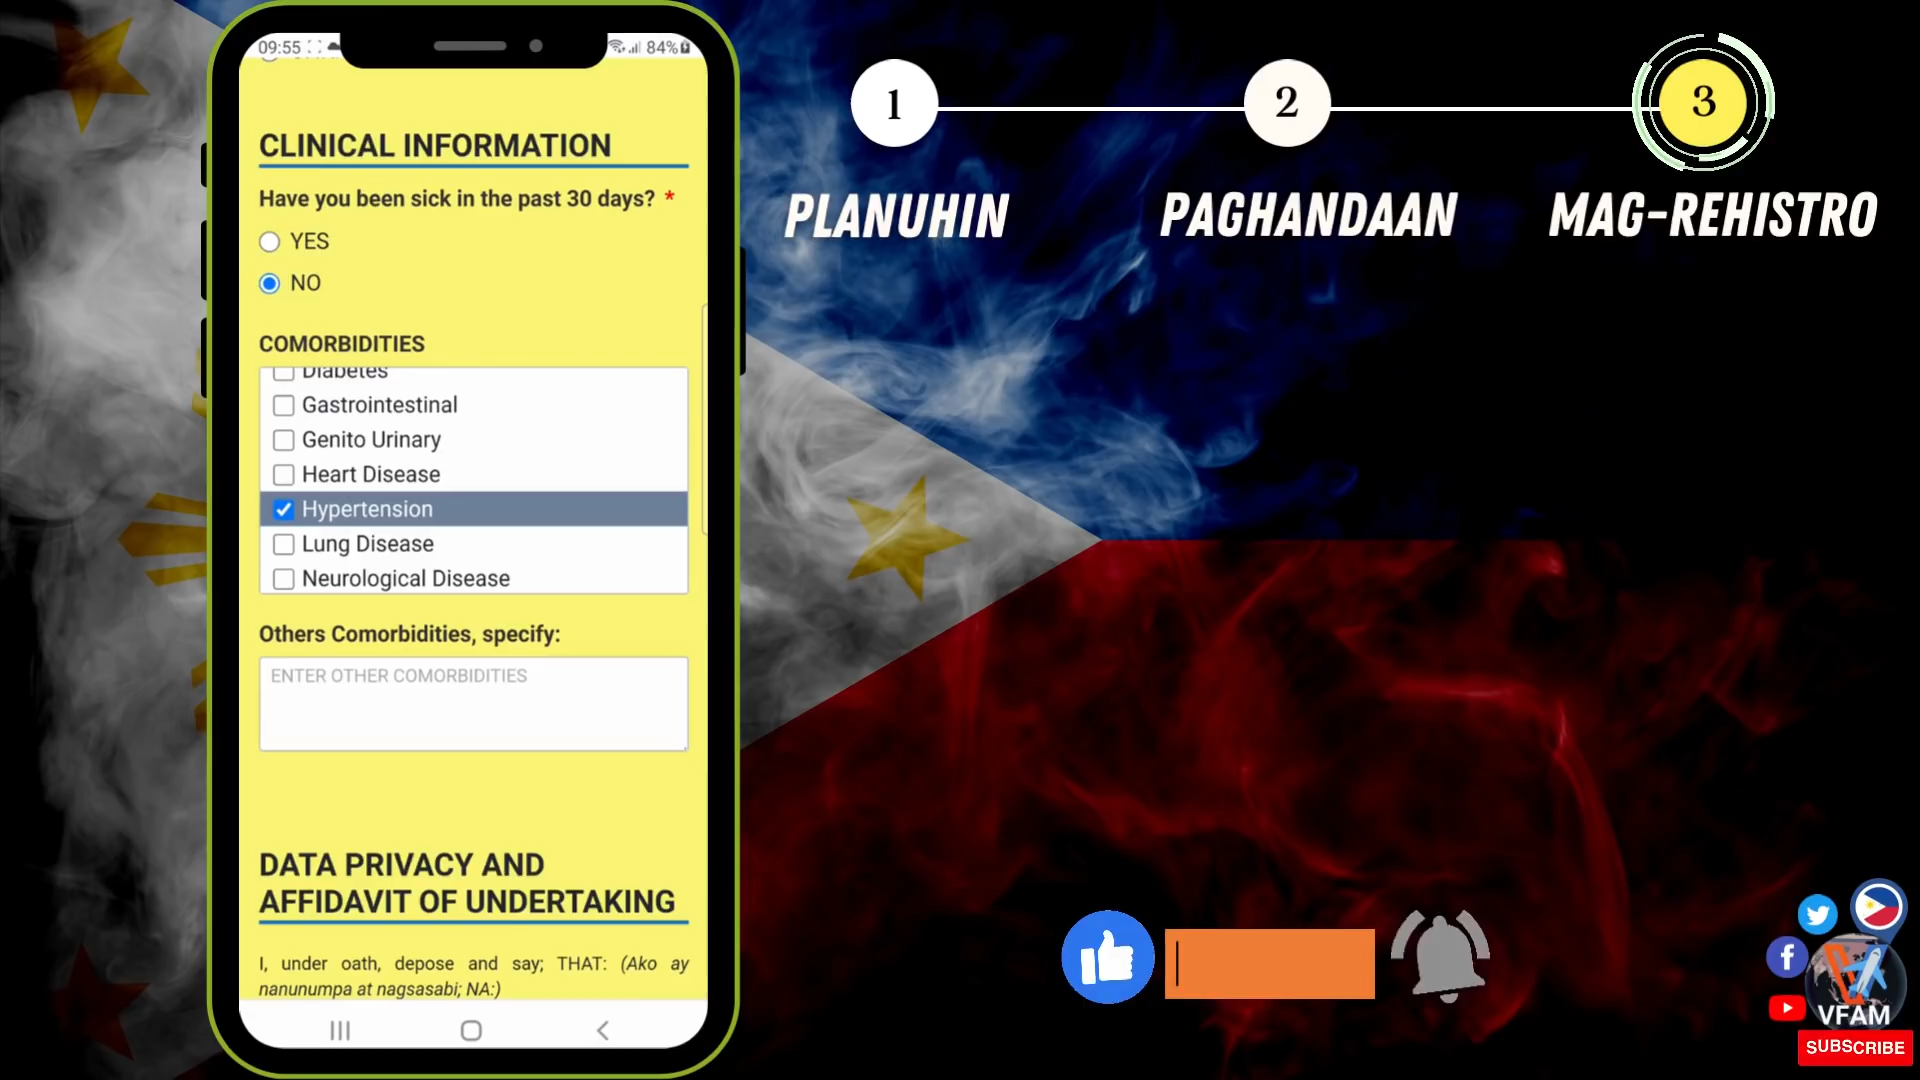 09:55
84%
CLINICAL INFORMATION
Have you been sick in the past 30 days? *
YES
NO
COMORBIDITIES
Diabetes
Gastrointestinal
Genito Urinary
Heart Disease
Hypertension
Lung Disease
Neurological Disease
Others Comorbidities, specify:
ENTER OTHER COMORBIDITIES
DATA PRIVACY AND
AFFIDAVIT OF UNDERTAKING
I, under oath, depose and say; THAT: (Ako ay
nanunumpa at nagsasabi; NA:)
1
2
3
PLANUHIN
PAGHANDAAN
MAG-REHISTRO
VFAM
SUBSCRIBE